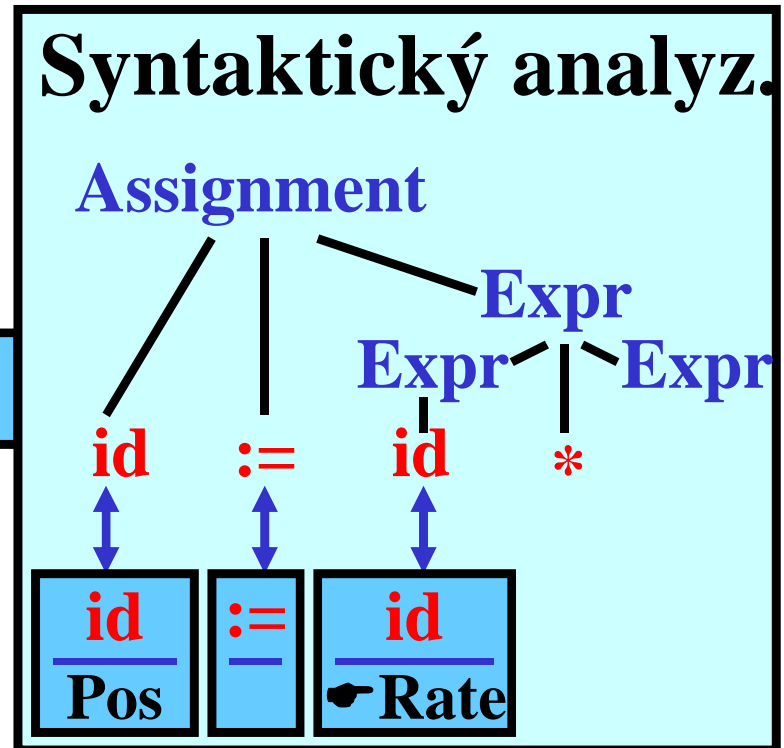 Syntaktický analyz.
Assignment
Expr
Expr Expr
id := id *
id := id
Pos ☛Rate